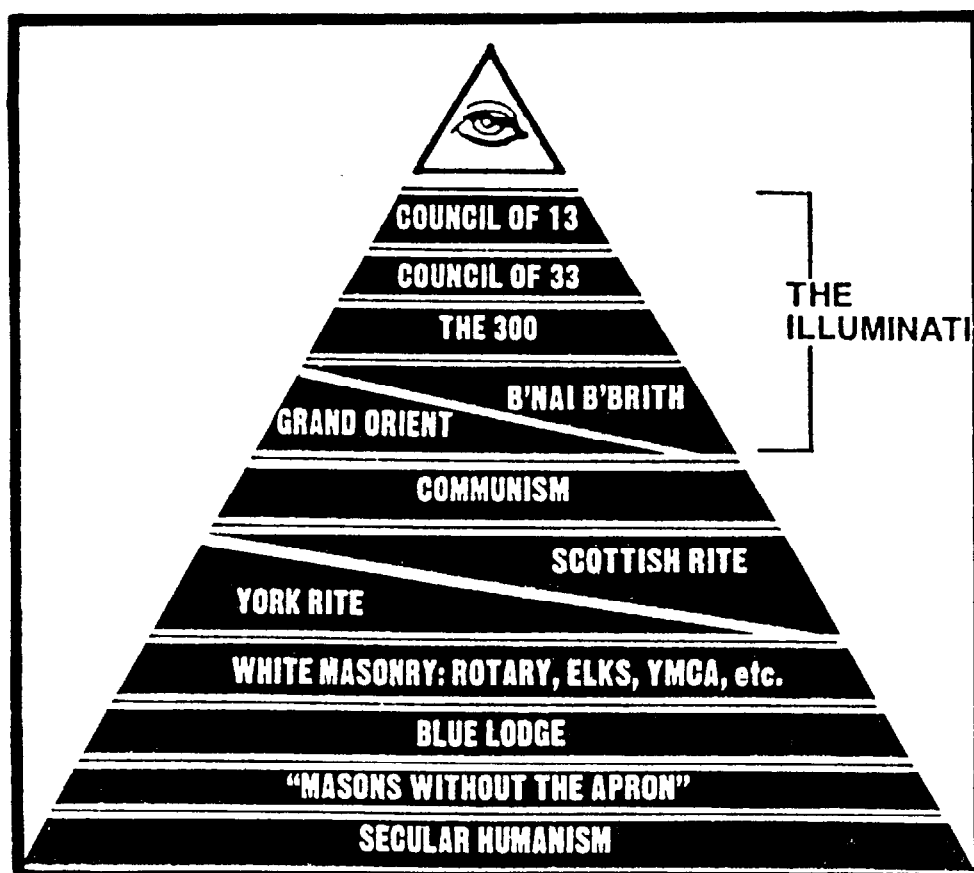 COUNCIL OF 13
COUNCIL OF 33
THE 300
B'NAI B'BRITH
GRAND ORIENT
THE
ILLUMINATI
COMMUNISM
SCOTTISH RITE
YORK RITE
WHITE MASONRY: ROTARY, ELKS, YMCA, etc.
BLUE LODGE
"MASONS WITHOUT THE APRON"
SECULAR HUMANISM